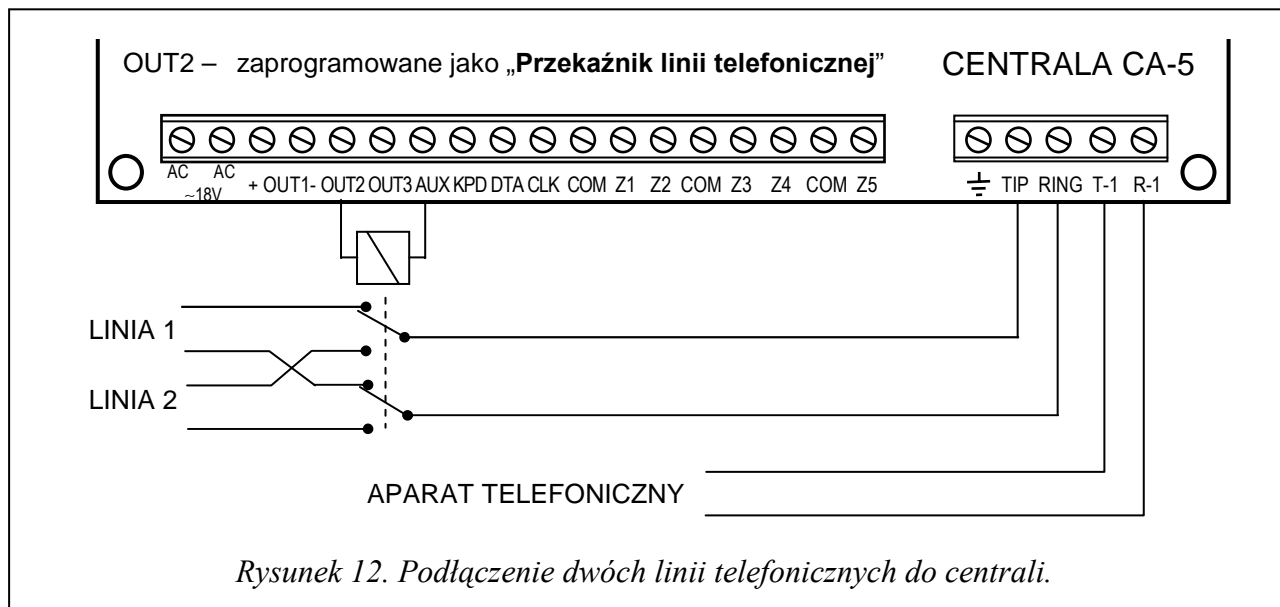 OUT2 – zaprogramowane jako „Przekaźnik linii telefonicznej” CENTRALA CA-5
AC AC
~18V
+ OUT1- OUT2 OUT3 AUX KPD DTA CLK COM Z1 Z2 COM Z3 Z4 COM Z5 TIP RING T-1 R-1
LINIA 1
LINIA 2
APARAT TELEFONICZNY
Rysunek 12. Podłączenie dwóch linii telefonicznych do centrali.